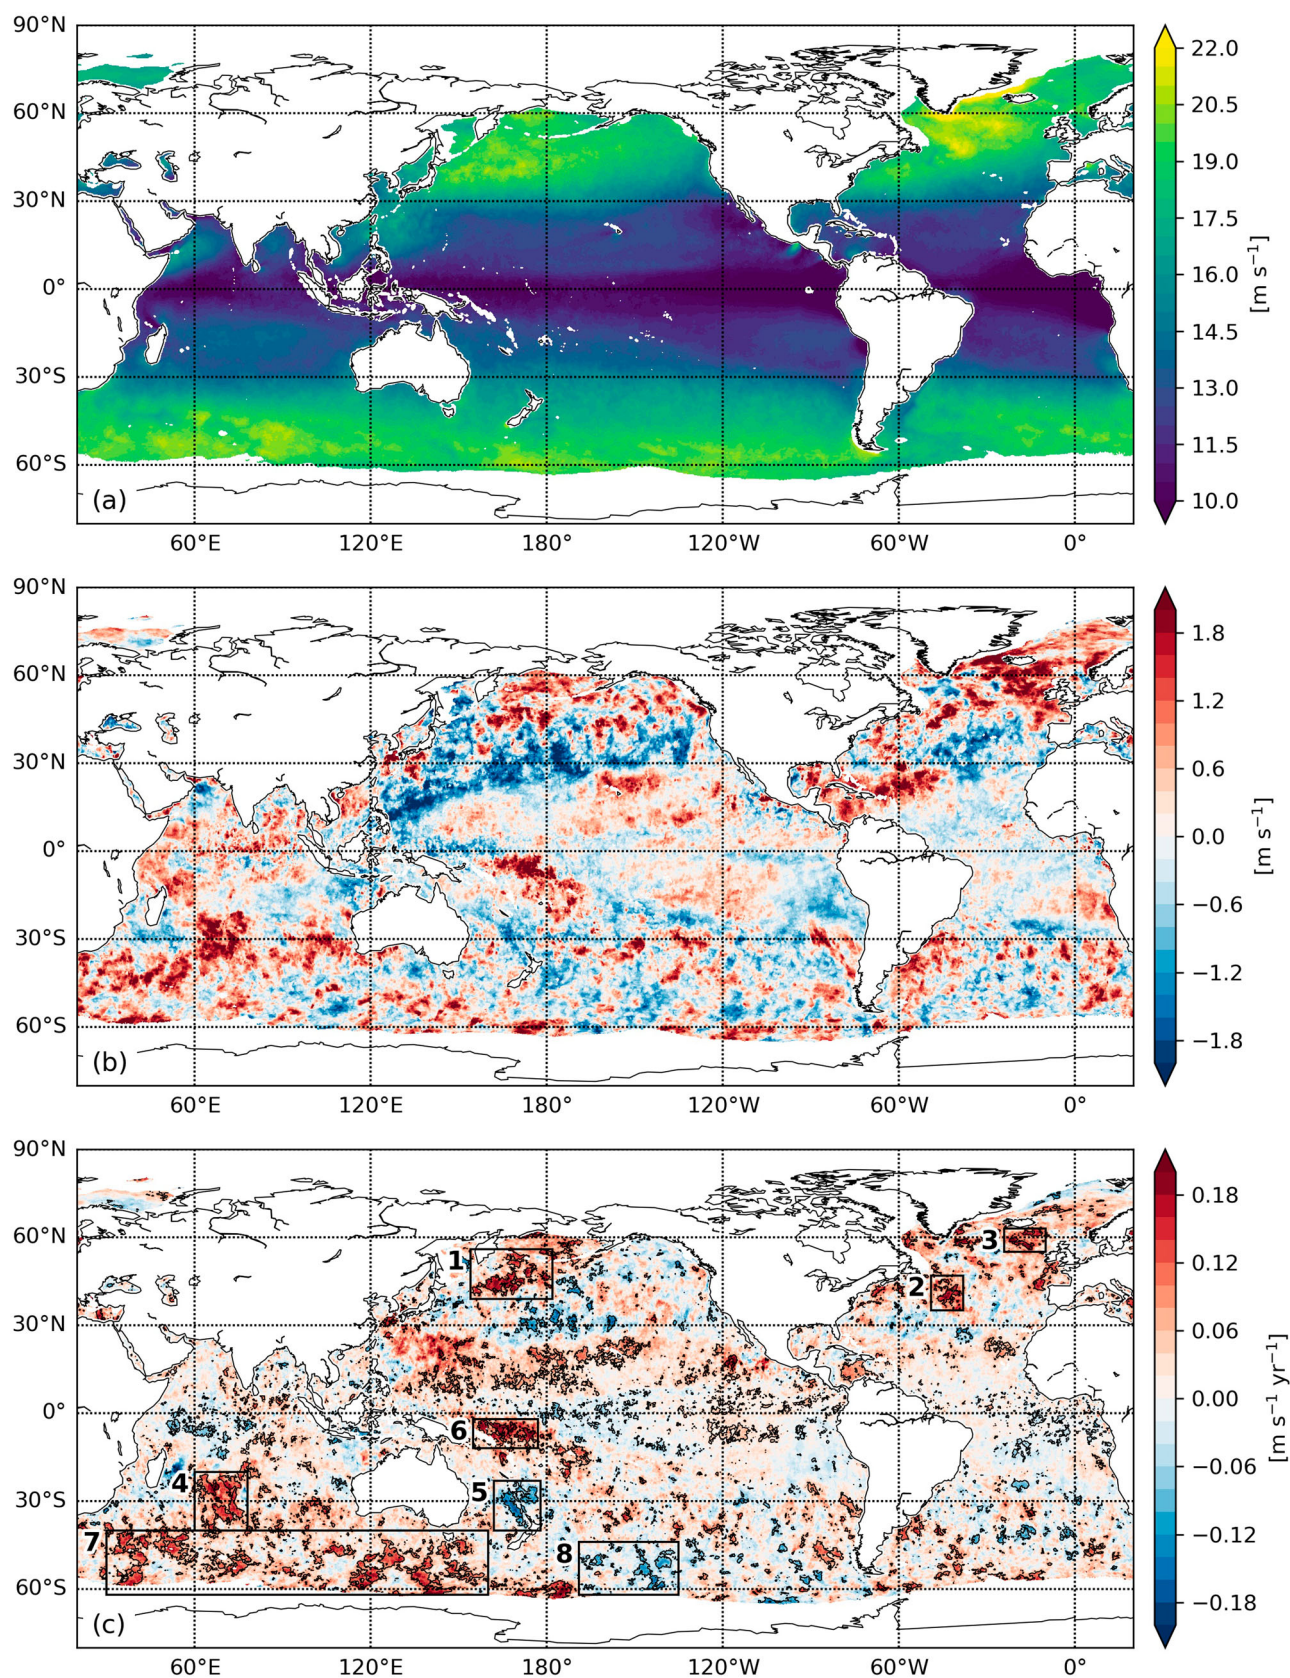 90°N
60°N
30°N
0°
30°S
60°S
(a)
60°E 120°E 180° 120°W 60°W 0°
22.0
20.5
19.0
17.5
16.0
14.5
13.0
11.5
10.0
[m s⁻¹]
90°N
60°N
30°N
0°
30°S
60°S
(b)
60°E 120°E 180° 120°W 60°W 0°
1.8
1.2
0.6
0.0
−0.6
−1.2
−1.8
[m s⁻¹]
90°N
60°N
30°N
0°
30°S
60°S
1
2
3
4
5
6
7
8
(c)
60°E 120°E 180° 120°W 60°W 0°
0.18
0.12
0.06
0.00
−0.06
−0.12
−0.18
[m s⁻¹ yr⁻¹]